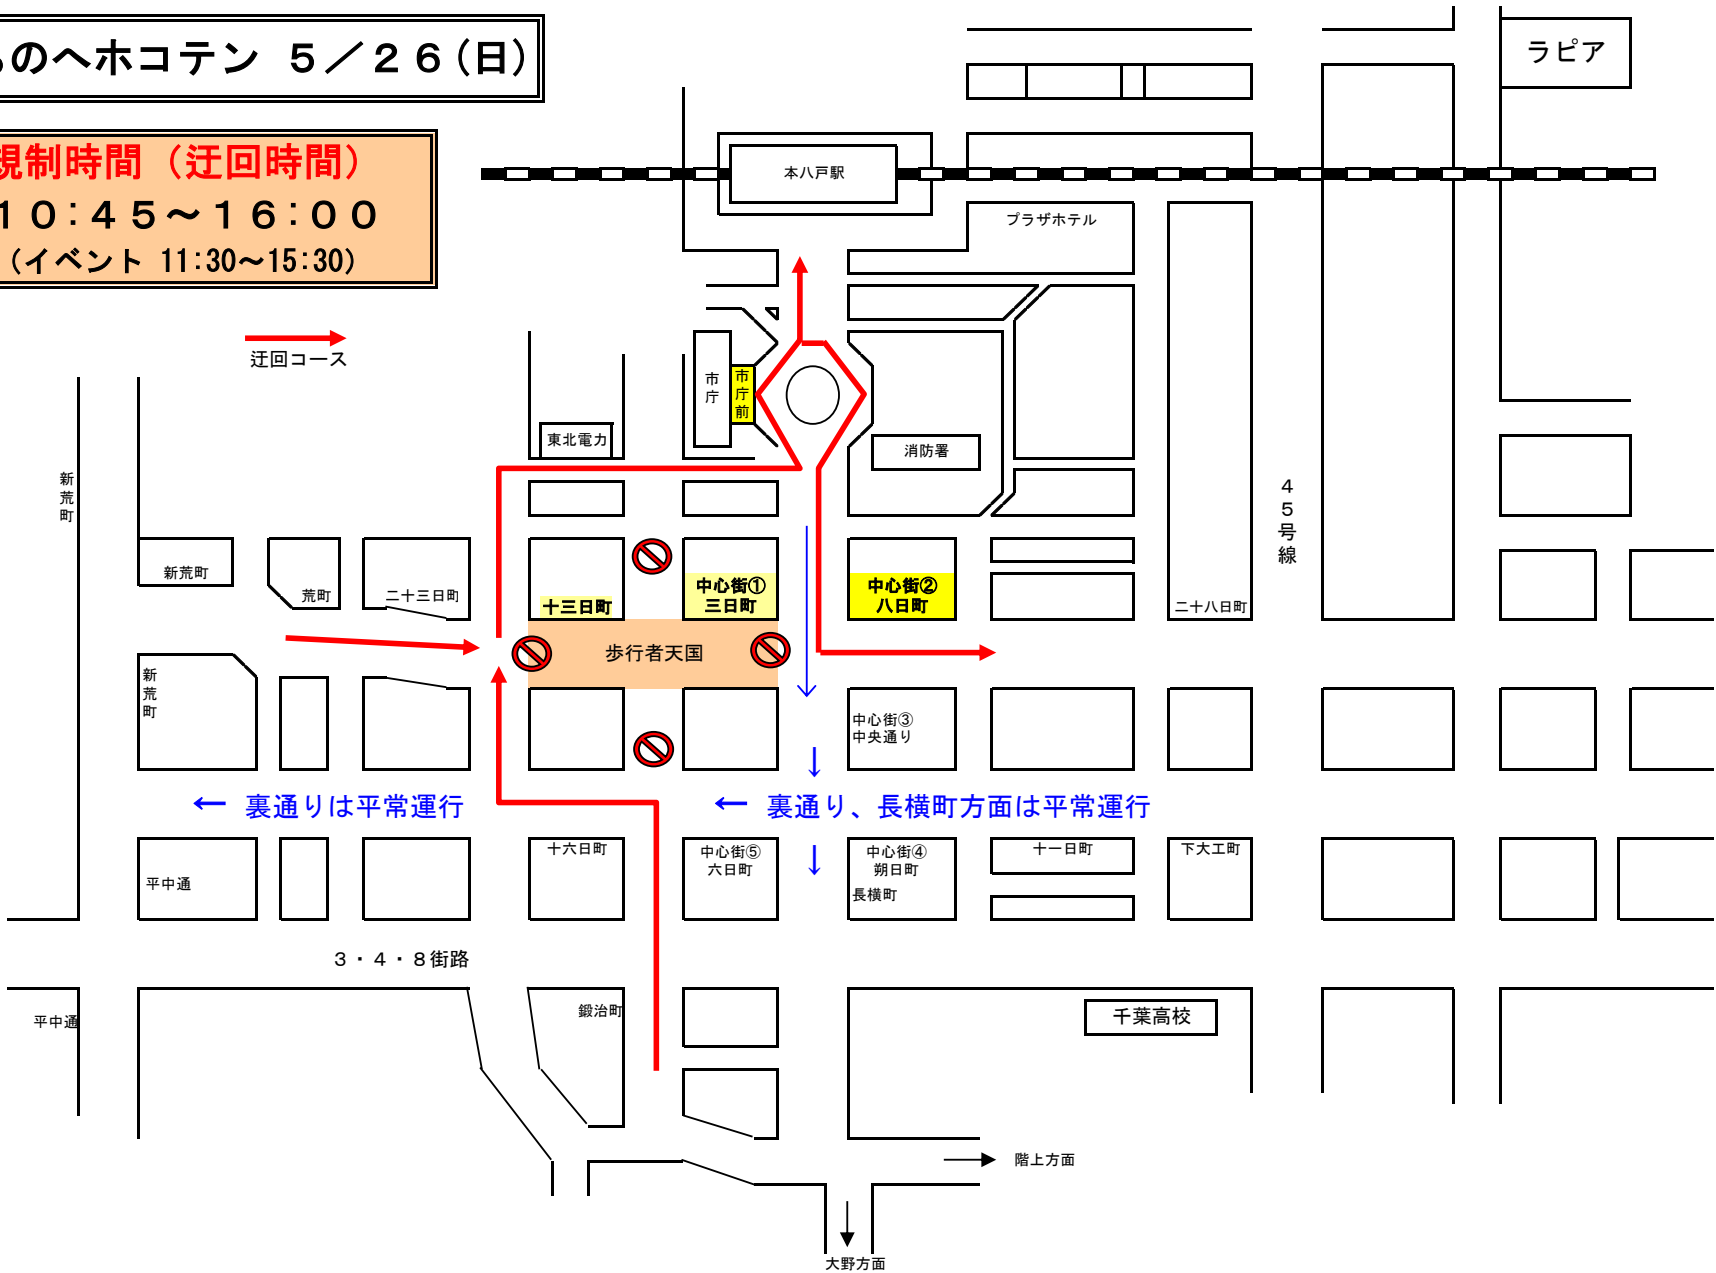 のへホコテン ５／２６(日)
ラピア
規制時間（迂回時間）
１０：４５～１６：００
（イベント 11:30～15:30）
本八戸駅
プラザホテル
迂回コース
市庁
市庁前
東北電力
消防署
新荒町
４５号線
新荒町
荒町
二十三日町
十三日町
中心街①
三日町
中心街②
八日町
二十八日町
歩行者天国
新荒町
中心街③
中央通り
← 裏通りは平常運行
← 裏通り、長横町方面は平常運行
平中通
十六日町
中心街⑤
六日町
中心街④
朔日町
長横町
十一日町
下大工町
３・４・８街路
平中通
鍛治町
千葉高校
階上方面
大野方面